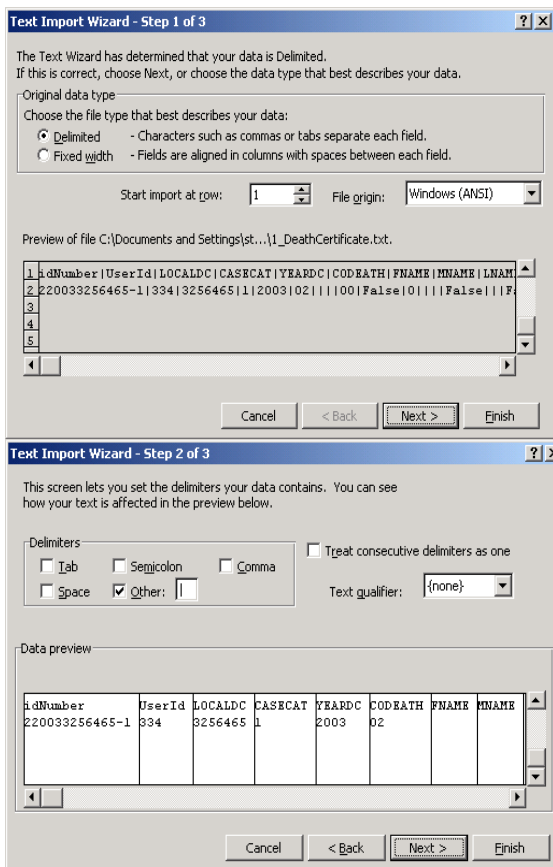 Text Import Wizard - Step 1 of 3
The Text Wizard has determined that your data is Delimited.
If this is correct, choose Next, or choose the data type that best describes your data.
Original data type
Choose the file type that best describes your data:
Delimited - Characters such as commas or tabs separate each field.
Fixed width - Fields are aligned in columns with spaces between each field.
Start import at row: 1 File origin: Windows (ANSI)
Preview of file C:\Documents and Settings\st...\1_DeathCertificate.txt.
1 idNumber|UserId|LOCALDC|CASECAT|YEARDC|CODEATH|FNAME|MNAME|LNAM
2 220033256465-1|334|3256465|1|2003|02||||00|False|0||||False|||Fa
3
4
5
Cancel < Back Next > Finish
Text Import Wizard - Step 2 of 3
This screen lets you set the delimiters your data contains. You can see
how your text is affected in the preview below.
Delimiters
Tab Semicolon Comma Treat consecutive delimiters as one
Space Other: | Text qualifier: {none}
Data preview
idNumber UserId LOCALDC CASECAT YEARDC CODEATH FNAME MNAME
220033256465-1 334 3256465 1 2003 02
Cancel < Back Next > Finish